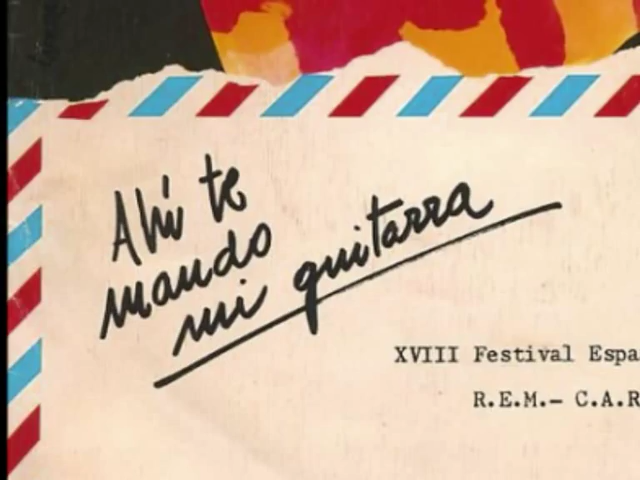 Ahí te
mando
mi guitarra
XVIII Festival Espa
R.E.M.- C.A.R